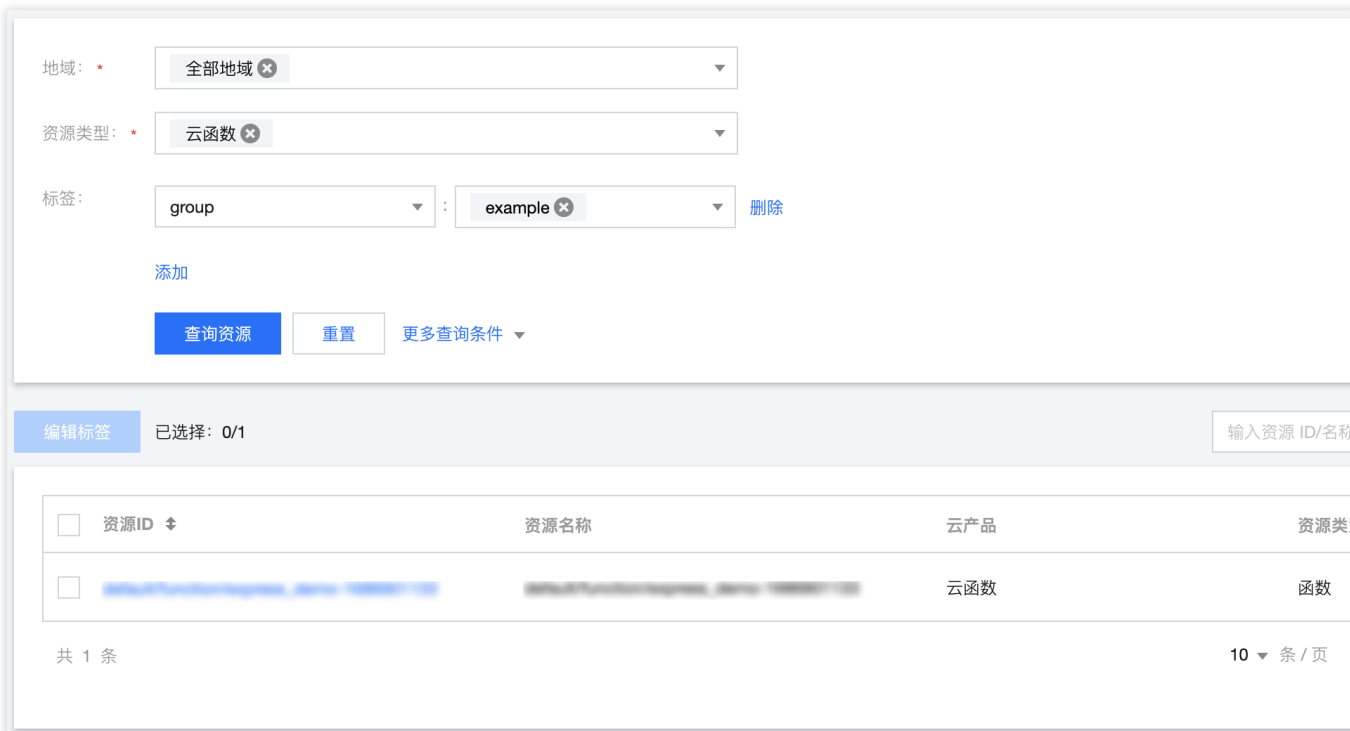 地域： *
全部地域
资源类型： *
云函数
标签：
group : example 删除
添加
查询资源 重置 更多查询条件
编辑标签 已选择：0/1 输入资源 ID/名称
资源ID 资源名称 云产品 资源类
云函数 函数
共 1 条 10 条 / 页